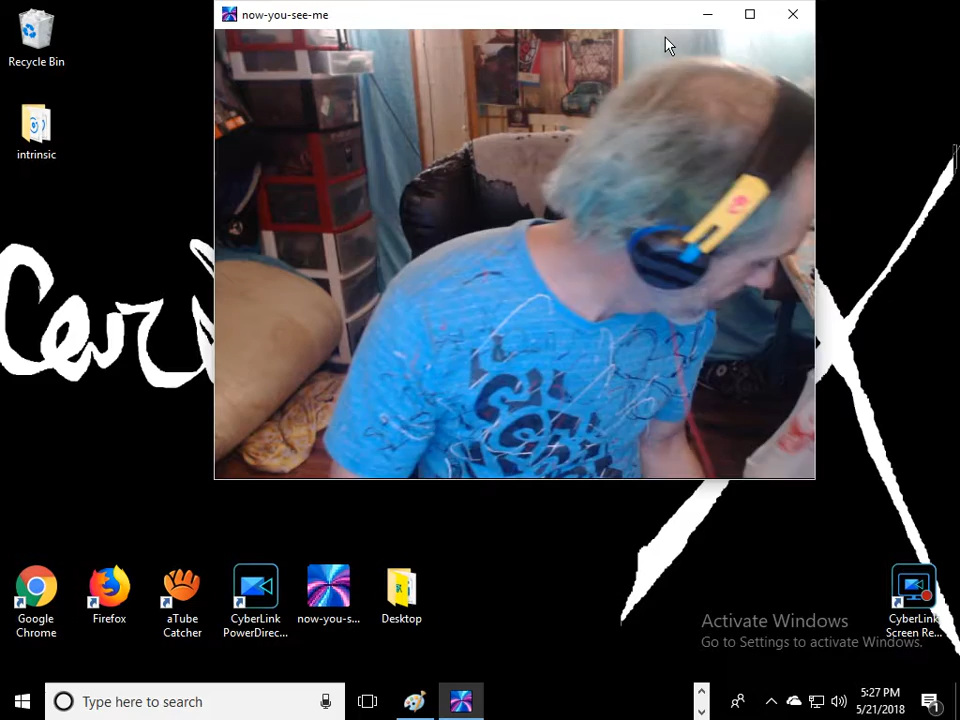 now-you-see-me
Recycle Bin
intrinsic
Google
Chrome
Firefox
aTube
Catcher
CyberLink
PowerDirec...
now-you-s...
Desktop
CyberLink
Screen Re...
Activate Windows
Go to Settings to activate Windows.
Type here to search
5:27 PM
5/21/2018
1